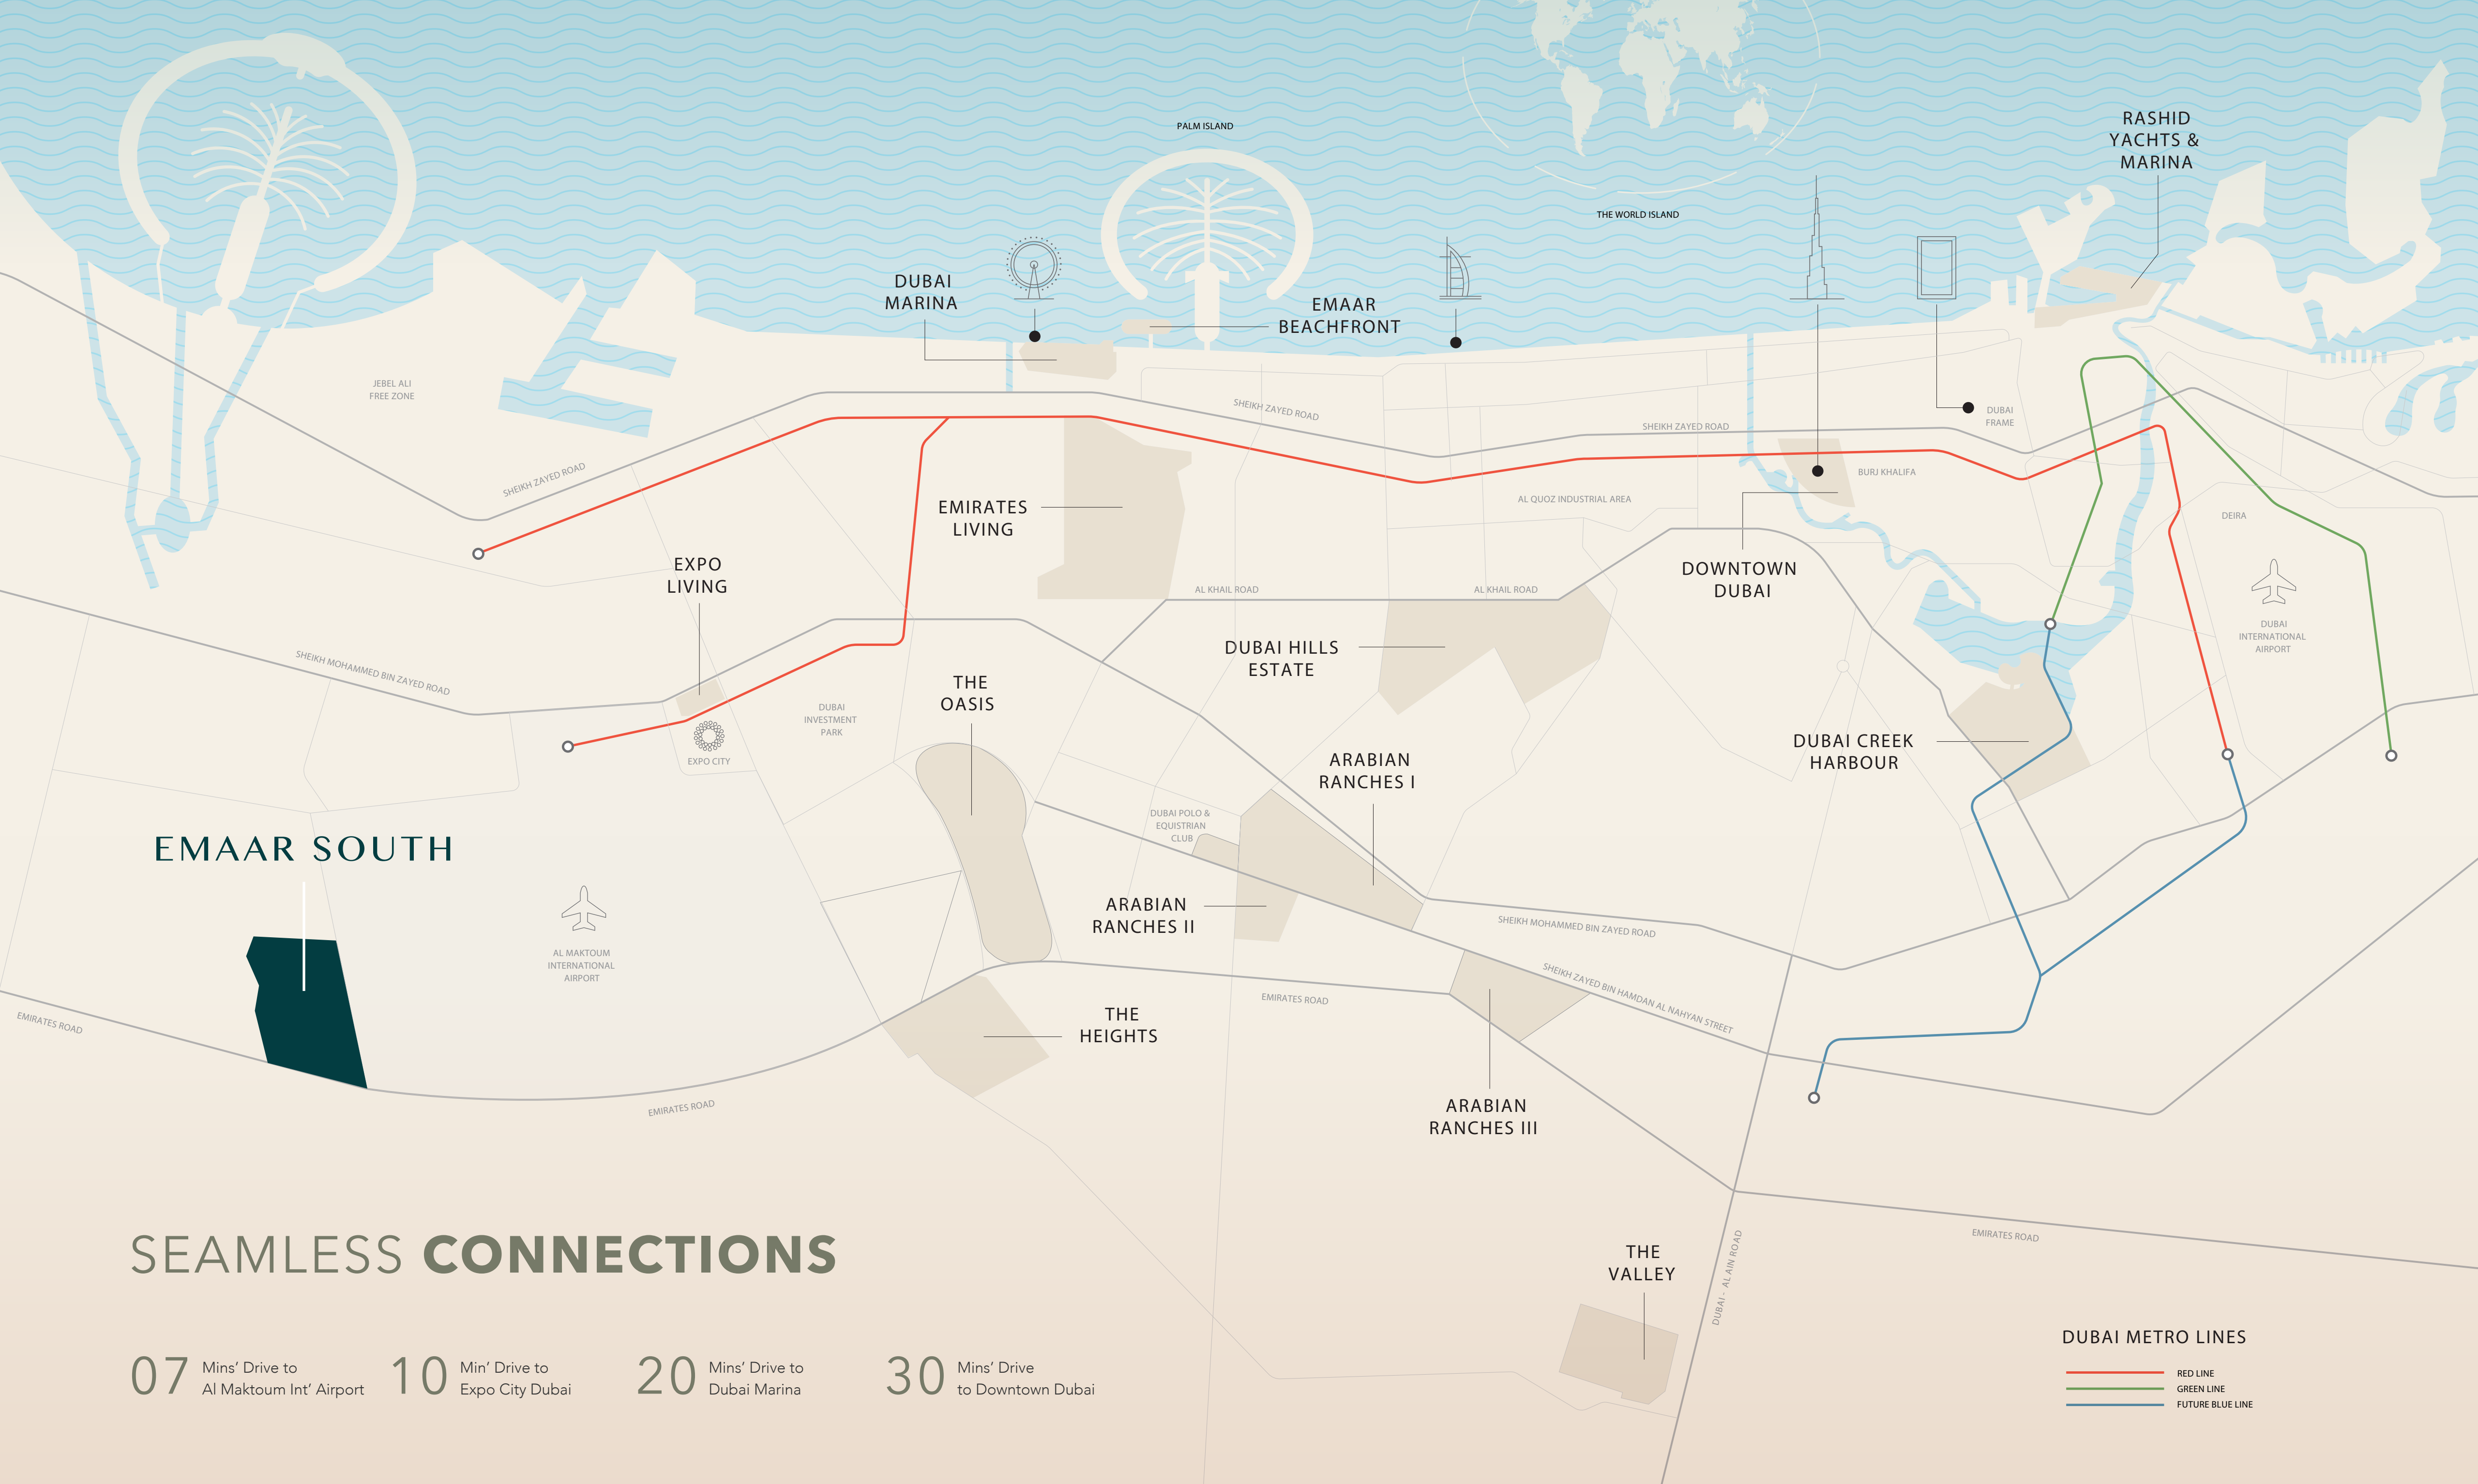 PALM ISLAND
THE WORLD ISLAND
RASHID
YACHTS &
MARINA
DUBAI
MARINA
EMAAR
BEACHFRONT
JEBEL ALI
FREE ZONE
SHEIKH ZAYED ROAD
SHEIKH ZAYED ROAD
SHEIKH ZAYED ROAD
DUBAI
FRAME
BURJ KHALIFA
AL QUOZ INDUSTRIAL AREA
DEIRA
EMIRATES
LIVING
EXPO
LIVING
DOWNTOWN
DUBAI
AL KHAIL ROAD
AL KHAIL ROAD
DUBAI
INTERNATIONAL
AIRPORT
DUBAI HILLS
ESTATE
SHEIKH MOHAMMED BIN ZAYED ROAD
THE
OASIS
DUBAI
INVESTMENT
PARK
EXPO CITY
DUBAI CREEK
HARBOUR
ARABIAN
RANCHES I
DUBAI POLO &
EQUISTRIAN
CLUB
EMAAR SOUTH
ARABIAN
RANCHES II
SHEIKH MOHAMMED BIN ZAYED ROAD
AL MAKTOUM
INTERNATIONAL
AIRPORT
SHEIKH ZAYED BIN HAMDAN AL NAHYAN STREET
EMIRATES ROAD
EMIRATES ROAD
THE
HEIGHTS
EMIRATES ROAD
ARABIAN
RANCHES III
EMIRATES ROAD
DUBAI - AL AIN ROAD
THE
VALLEY
SEAMLESS CONNECTIONS
07 Mins' Drive to
Al Maktoum Int' Airport
10 Min' Drive to
Expo City Dubai
20 Mins' Drive to
Dubai Marina
30 Mins' Drive
to Downtown Dubai
DUBAI METRO LINES
RED LINE
GREEN LINE
FUTURE BLUE LINE